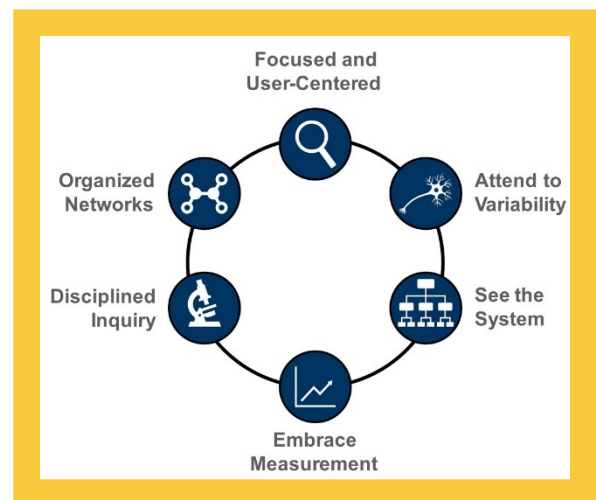 Focused and
User-Centered
Attend to
Variability
See the
System
Embrace
Measurement
Disciplined
Inquiry
Organized
Networks